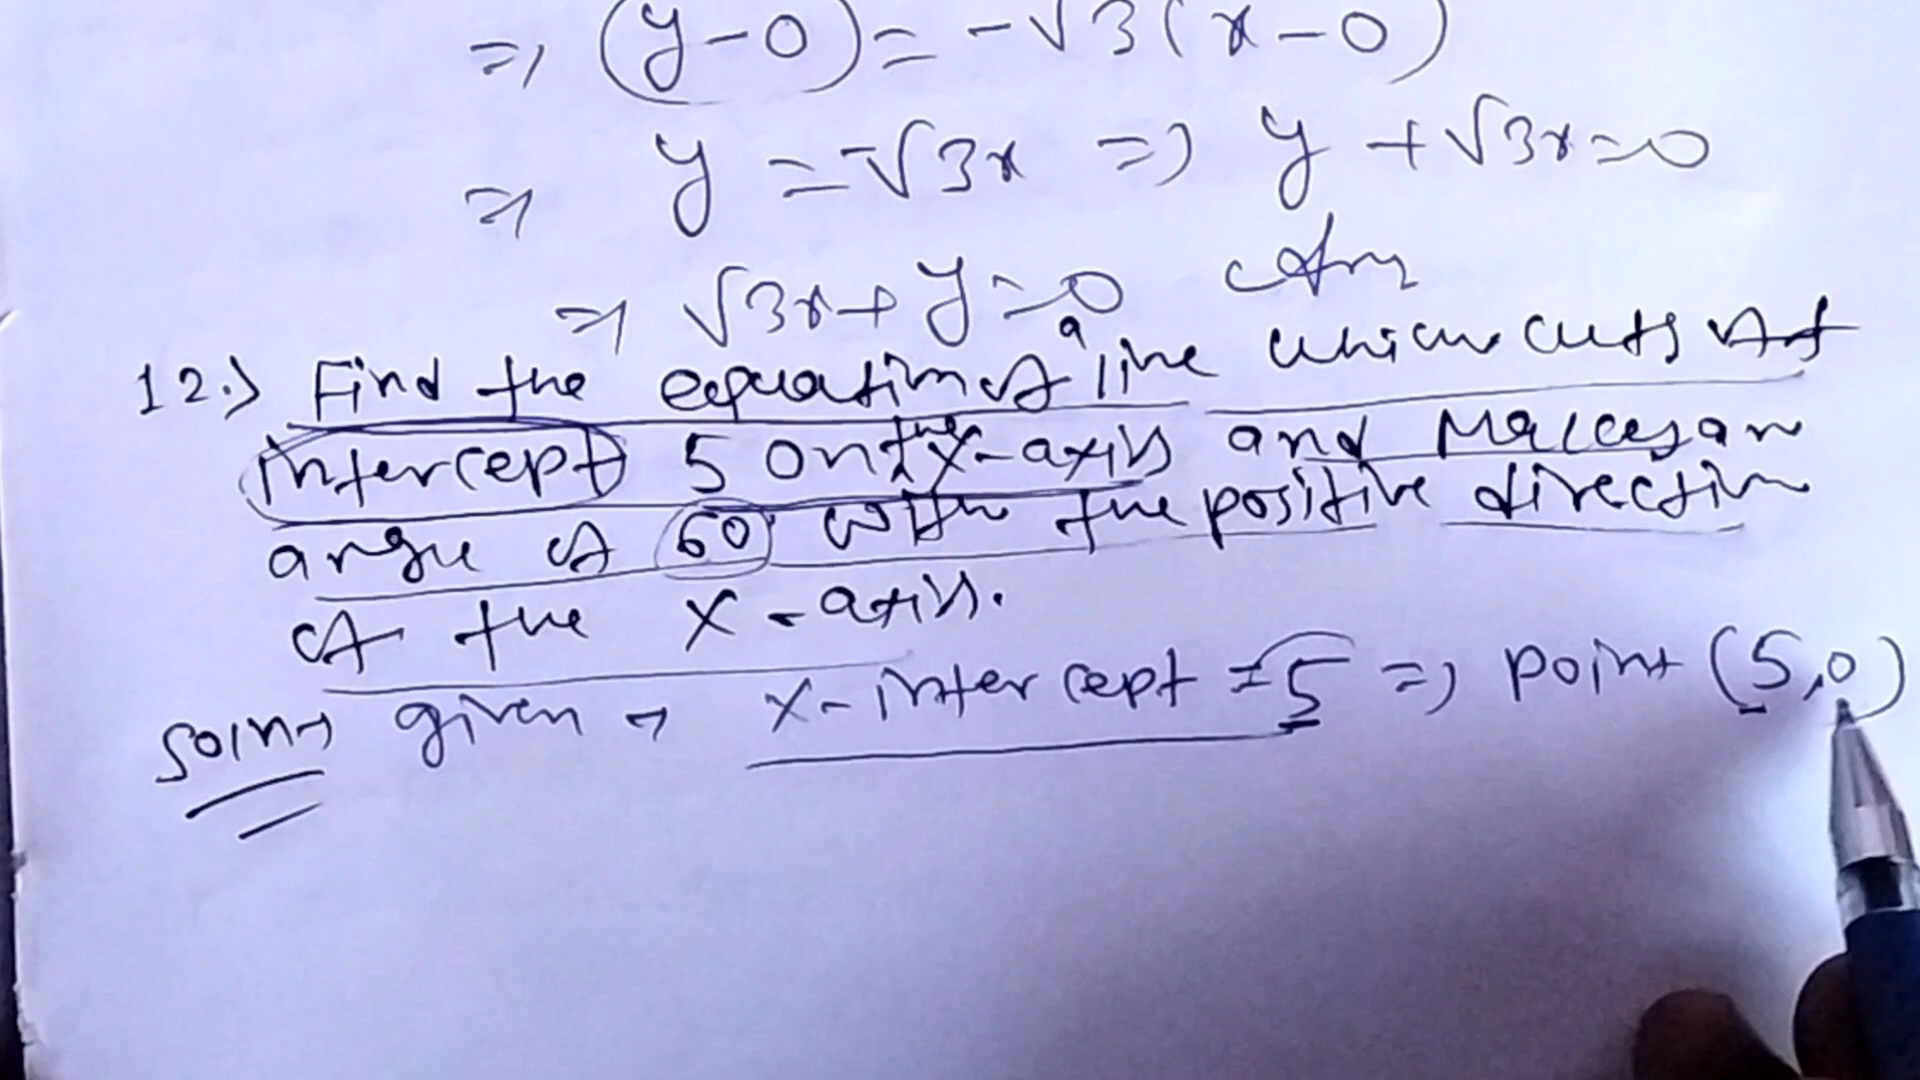 ⇒ (y-0) = -√3(x-0)
⇒ y = -√3x ⇒ y + √3x = 0
⇒ √3x + y = 0 Ans
12.) Find the equation of a line which cuts off
intercept 5 on the x-axis and makes an
angle of 60° with the positive direction
of the x-axis.
Soln→ given → x-intercept = 5 ⇒ point (5,0)